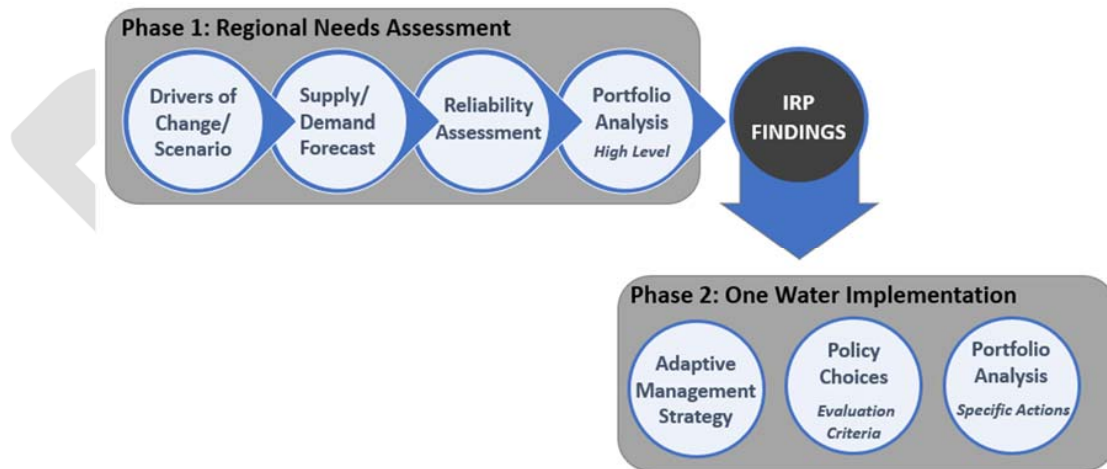 Phase 1: Regional Needs Assessment
Drivers of
Change/
Scenario
Supply/
Demand
Forecast
Reliability
Assessment
Portfolio
Analysis
High Level
IRP
FINDINGS
Phase 2: One Water Implementation
Adaptive
Management
Strategy
Policy
Choices
Evaluation
Criteria
Portfolio
Analysis
Specific Actions